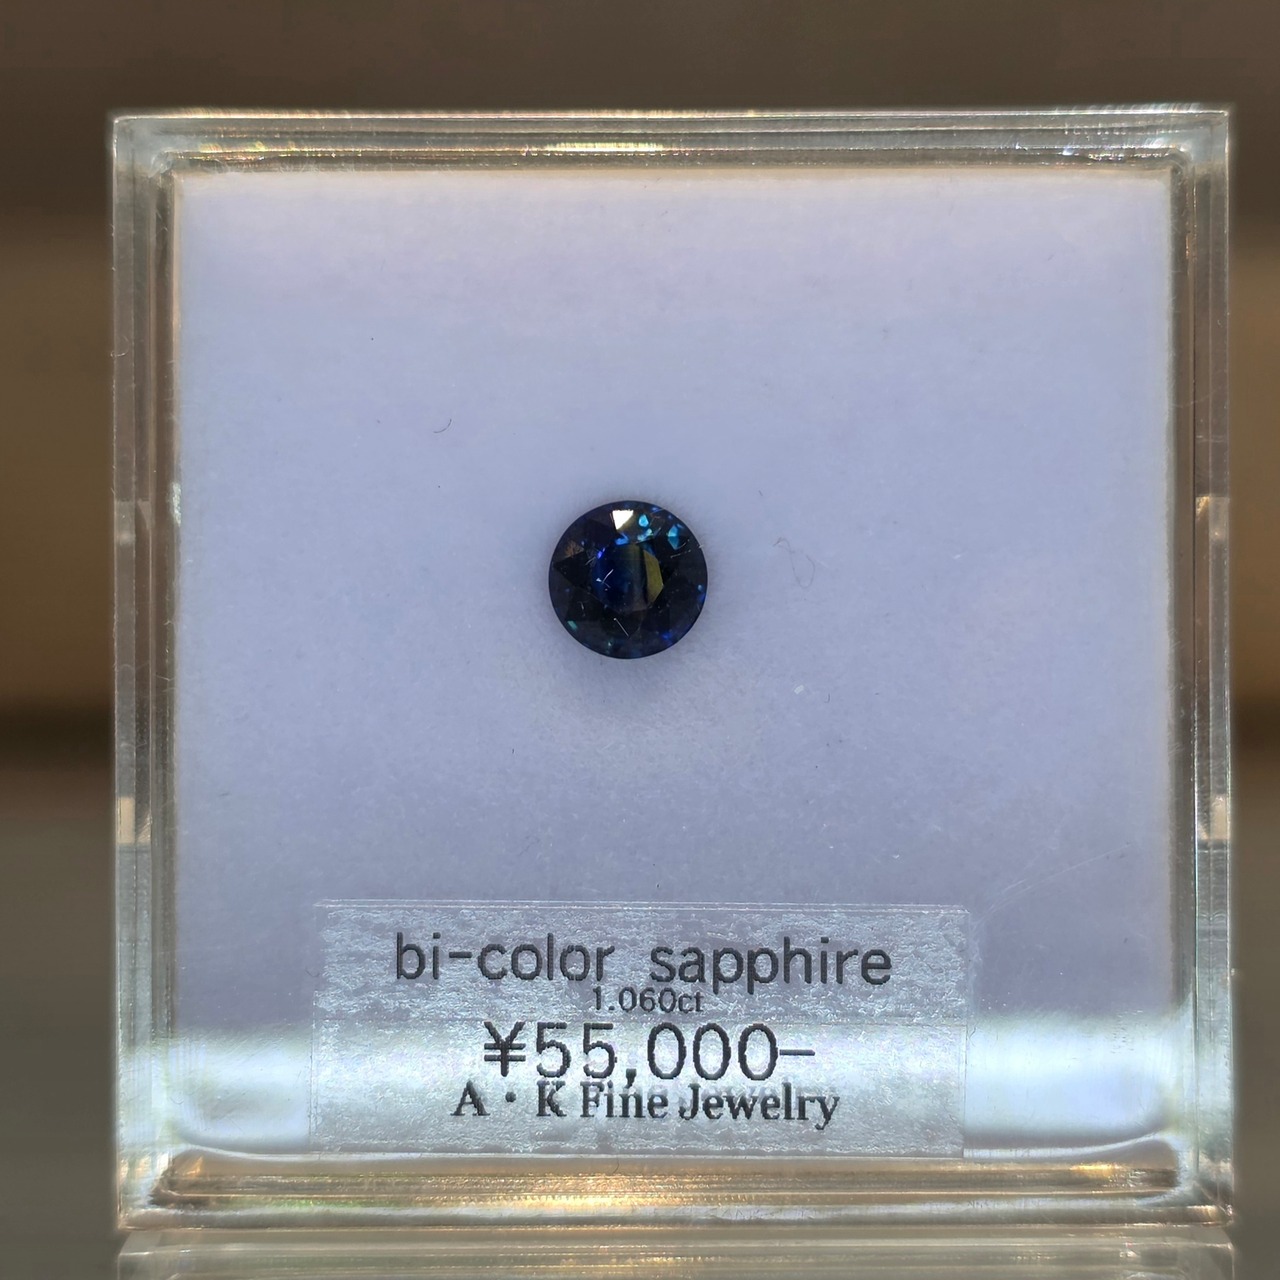 bi-color sapphire
1.060ct
¥55,000−
A・K Fine Jewelry